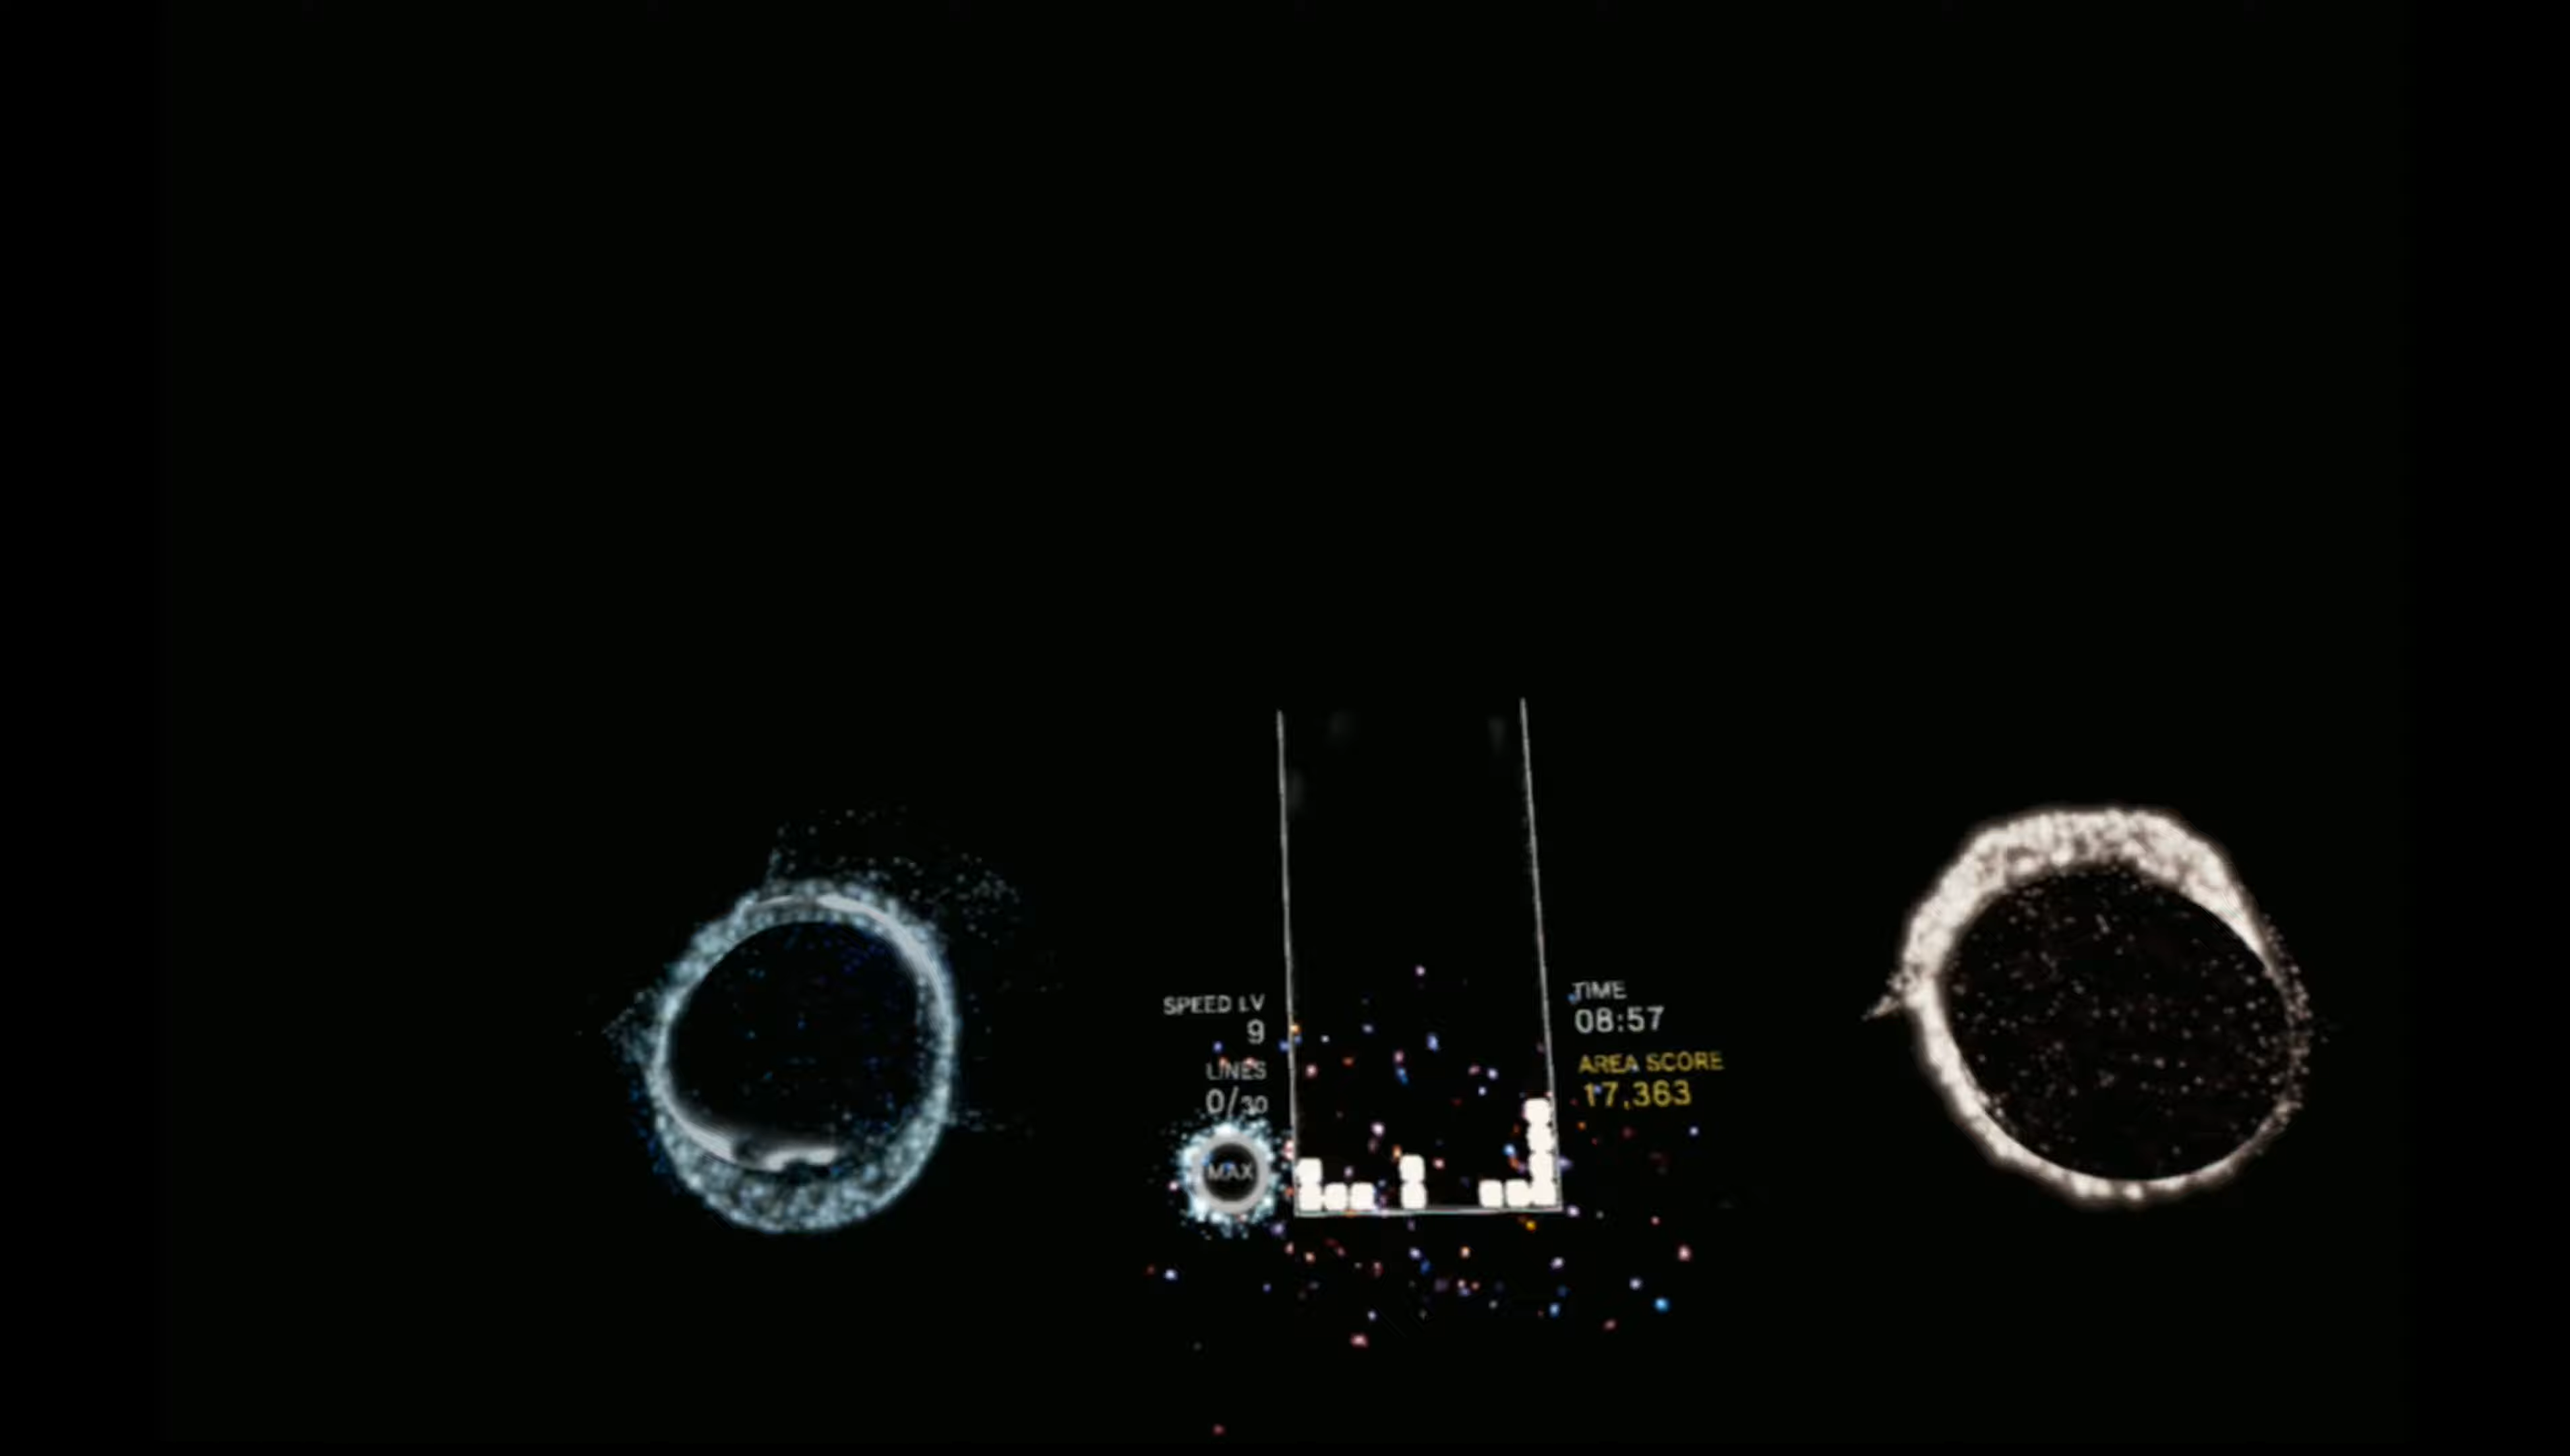 SPEED LV
9
LINES
0/30
MAX
TIME
08:57
AREA SCORE
17,363